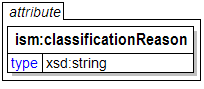 attribute
ism:classificationReason
type xsd:string